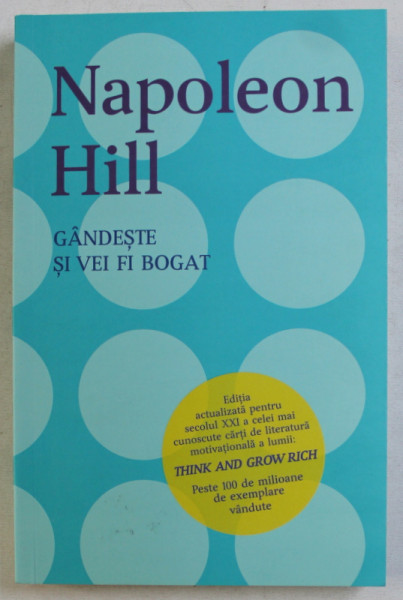 Napoleon
Hill
GÂNDEȘTE
ȘI VEI FI BOGAT
Ediția
actualizată pentru
secolul XXI a celei mai
cunoscute cărți de literatură
motivațională a lumii:
THINK AND GROW RICH
Peste 100 de milioane
de exemplare
vândute